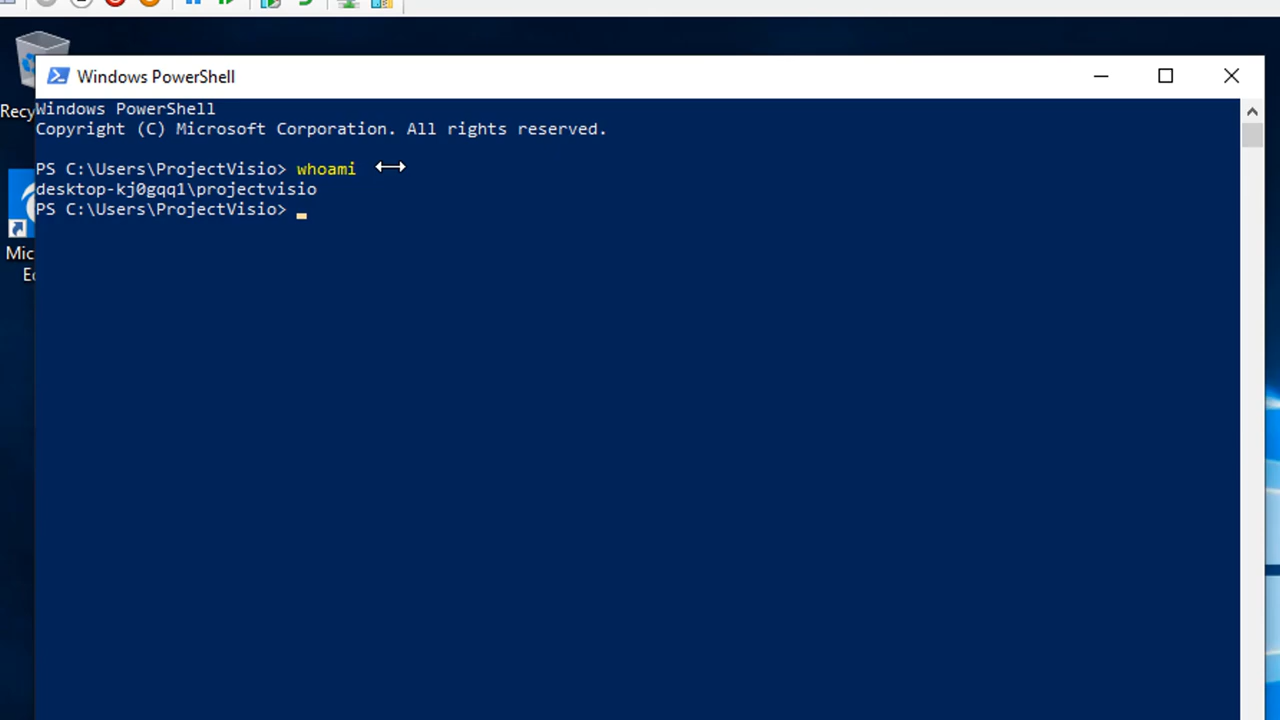 Windows PowerShell
Recy
Windows PowerShell
Copyright (C) Microsoft Corporation. All rights reserved.
PS C:\Users\ProjectVisio> whoami
desktop-kj0gqq1\projectvisio
PS C:\Users\ProjectVisio>
Mic